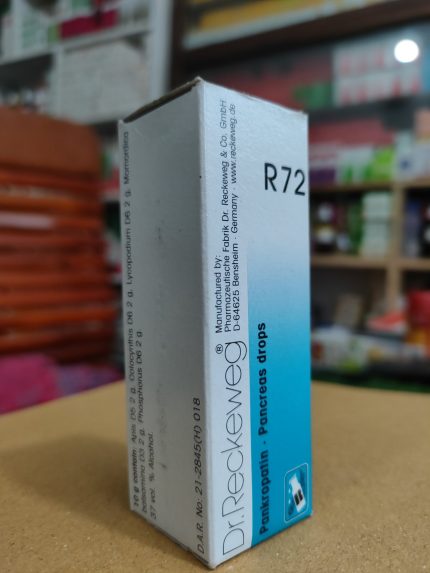 R72
Dr.Reckeweg®
Manufactured by:
Pharmazeutische Fabrik Dr. Reckeweg & Co. GmbH
D-64625 Bensheim · Germany · www.reckeweg.de
Pankropatin · Pancreas drops
10 g contain: Apis D5 2 g, Colocynthis D6 2 g, Lycopodium D6 2 g, Momordica
balsamina D3 2 g, Phosphorus D6 2 g
37 vol. % Alcohol.
D.A.R. No: 21-2845(H) 018